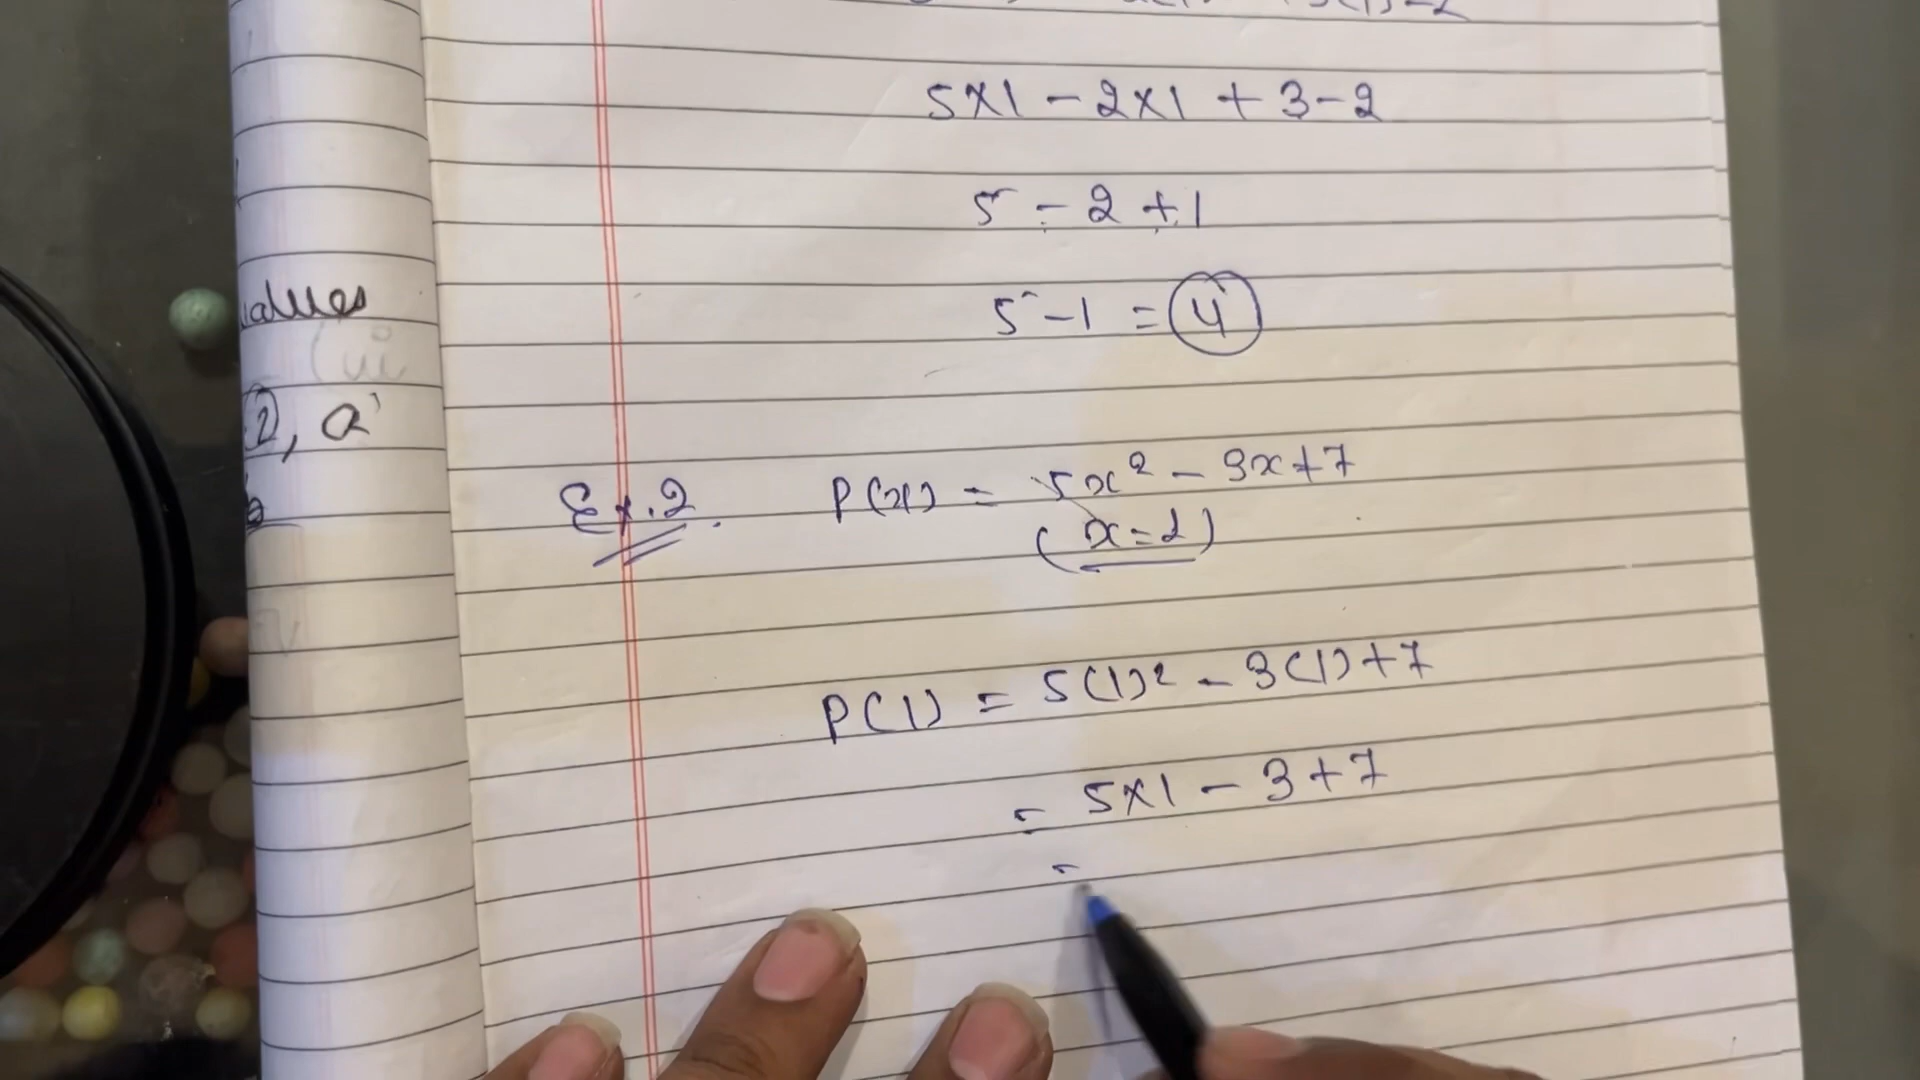 5×1 - 2×1 + 3-2
5 - 2 + 1
5 - 1 = 4
values
(vi
2, a
Ex.2. P(x) = 5x² - 3x+7
(x=1)
P(1) = 5(1)² - 3(1)+7
= 5×1 - 3+7
=